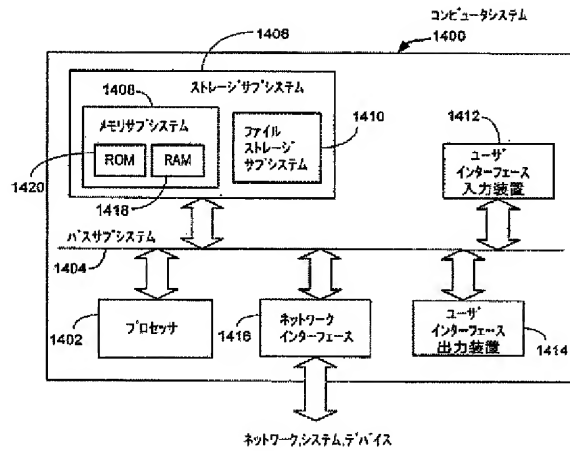 コンピュータシステム
1400
1406
ストレージサブシステム
1408
メモリサブシステム
ROM
RAM
1420
1418
ファイル
ストレージ
サブシステム
1410
1412
ユーザ
インターフェース
入力装置
バスサブシステム
1404
1402
プロセッサ
1416
ネットワーク
インターフェース
ユーザ
インターフェース
出力装置
1414
ネットワーク,システム,デバイス